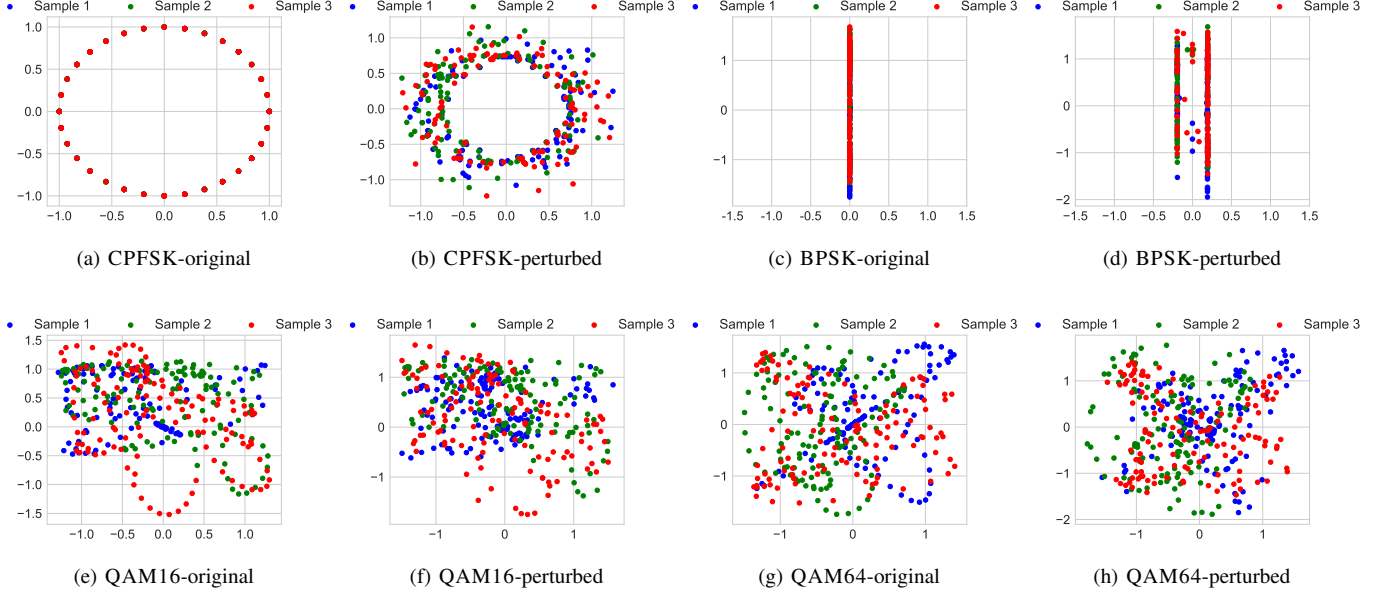 Sample 1 Sample 2 Sample 3 Sample 1 Sample 2 Sample 3 Sample 1 Sample 2 Sample 3 Sample 1 Sample 2 Sample 3
1.0
0.5
0.0
−0.5
−1.0
−1.0 −0.5 0.0 0.5 1.0
(a) CPFSK-original
1.0
0.5
0.0
−0.5
−1.0
−1.0 −0.5 0.0 0.5 1.0
(b) CPFSK-perturbed
1
0
−1
-1.5 −1.0 −0.5 0.0 0.5 1.0 1.5
(c) BPSK-original
1
0
−1
−2
−1.5 −1.0 −0.5 0.0 0.5 1.0 1.5
(d) BPSK-perturbed
Sample 1 Sample 2 Sample 3 Sample 1 Sample 2 Sample 3 Sample 1 Sample 2 Sample 3 Sample 1 Sample 2 Sample 3
1.5
1.0
0.5
0.0
−0.5
−1.0
−1.5
−1.0 −0.5 0.0 0.5 1.0
(e) QAM16-original
1
0
−1
−1 0 1
(f) QAM16-perturbed
1
0
−1
−1 0 1
(g) QAM64-original
1
0
−1
−2
−1 0 1
(h) QAM64-perturbed